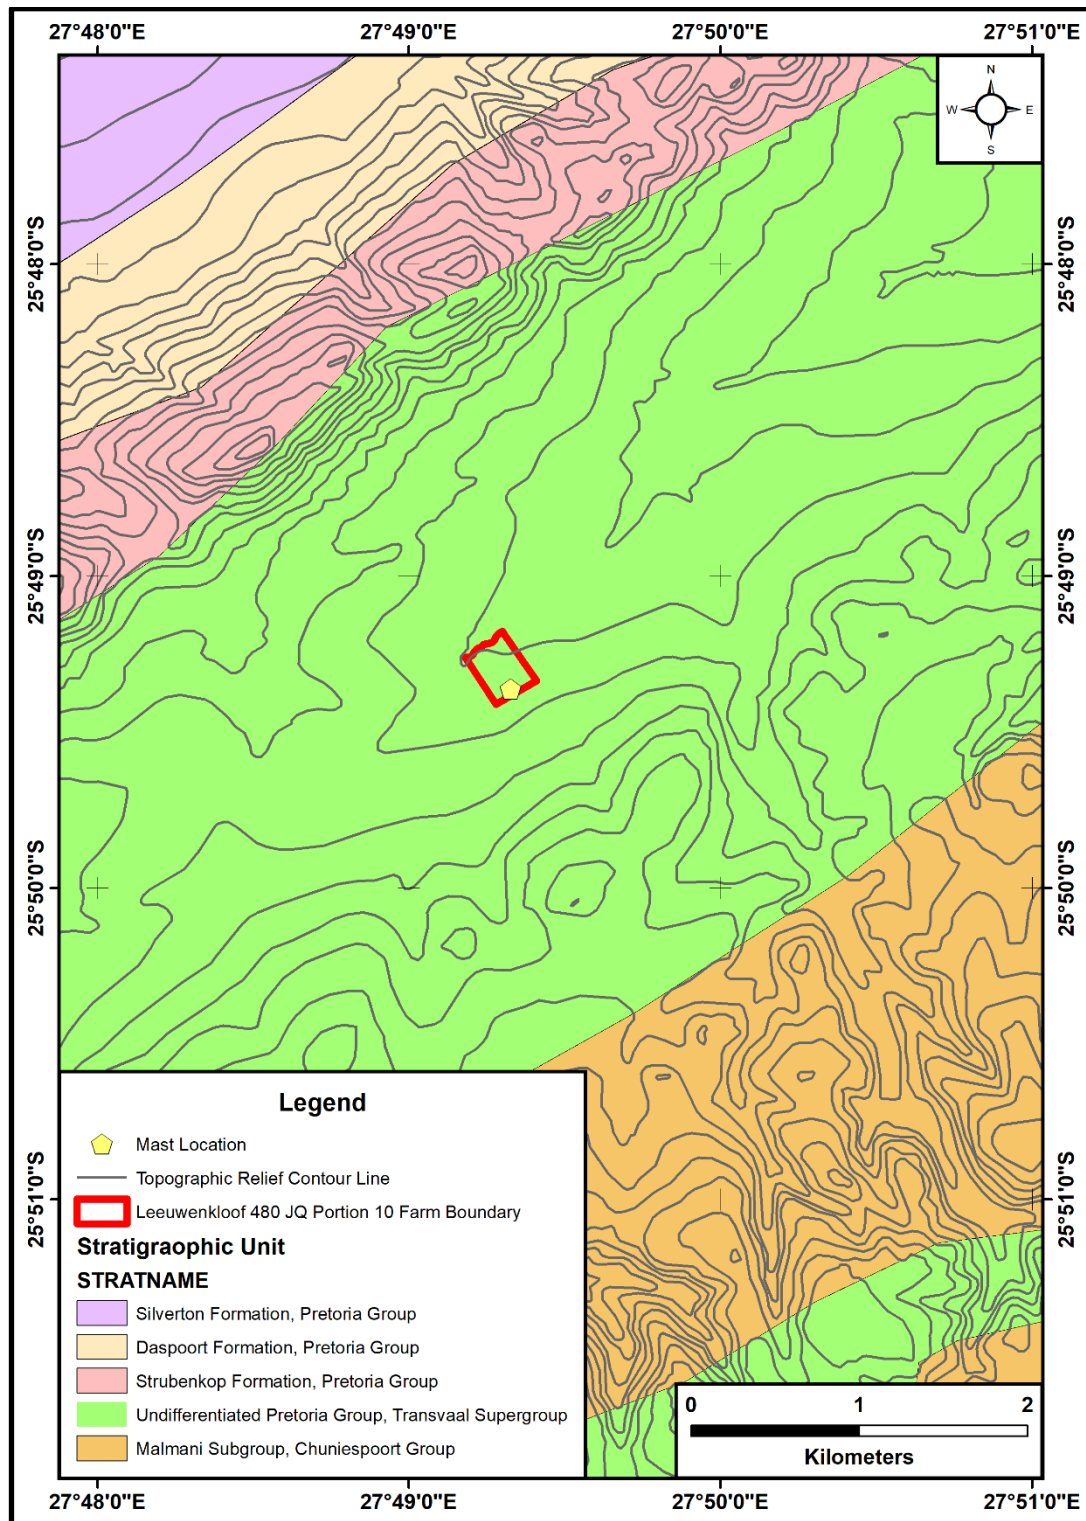 27°48'0"E 27°49'0"E 27°50'0"E 27°51'0"E
N
W E
S
25°48'0"S 25°48'0"S
25°49'0"S 25°49'0"S
25°50'0"S 25°50'0"S
25°51'0"S 25°51'0"S
Legend
Mast Location
Topographic Relief Contour Line
Leeuwenkloof 480 JQ Portion 10 Farm Boundary
Stratigraophic Unit
STRATNAME
Silverton Formation, Pretoria Group
Daspoort Formation, Pretoria Group
Strubenkop Formation, Pretoria Group
Undifferentiated Pretoria Group, Transvaal Supergroup
Malmani Subgroup, Chuniespoort Group
0 1 2
Kilometers
27°48'0"E 27°49'0"E 27°50'0"E 27°51'0"E